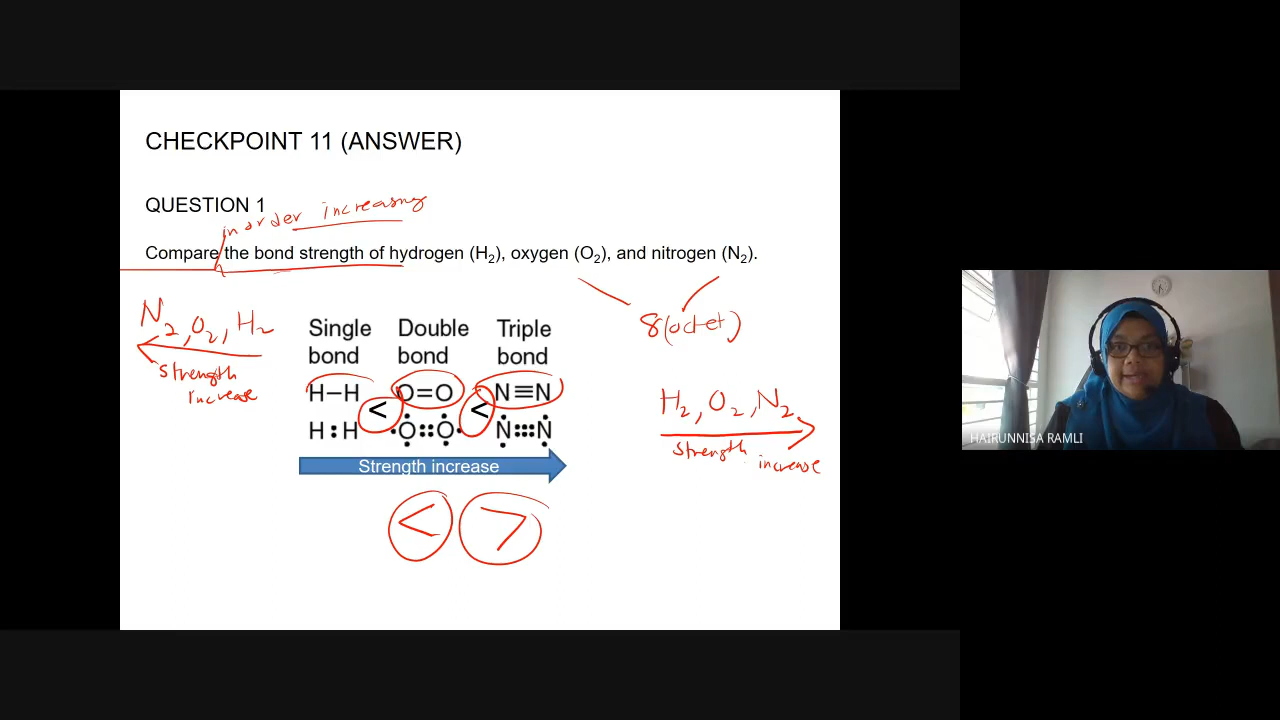 CHECKPOINT 11 (ANSWER)
QUESTION 1
in order increasing
Compare the bond strength of hydrogen (H₂), oxygen (O₂), and nitrogen (N₂).
N₂, O₂, H₂
strength
increase
8 (octet)
Single bond
Double bond
Triple bond
H−H < O=O < N≡N
H:H O::O N:::N
Strength increase
H₂, O₂, N₂
strength increase
< >
HAIRUNNISA RAMLI